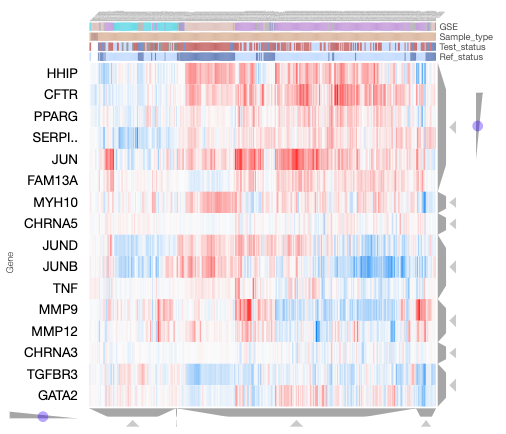 GSE
Sample_type
Test_status
Ref_status
HHIP
CFTR
PPARG
SERPI..
JUN
FAM13A
MYH10
CHRNA5
JUND
JUNB
TNF
MMP9
MMP12
CHRNA3
TGFBR3
GATA2
Gene